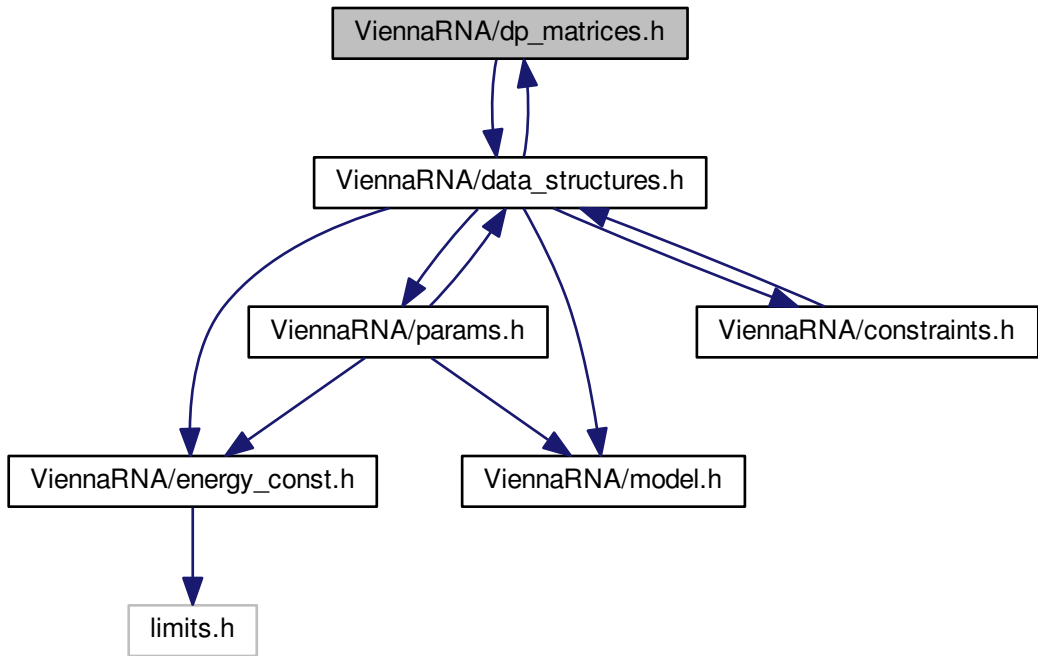 ViennaRNA/dp_matrices.h
ViennaRNA/data_structures.h
ViennaRNA/params.h
ViennaRNA/constraints.h
ViennaRNA/energy_const.h
ViennaRNA/model.h
limits.h